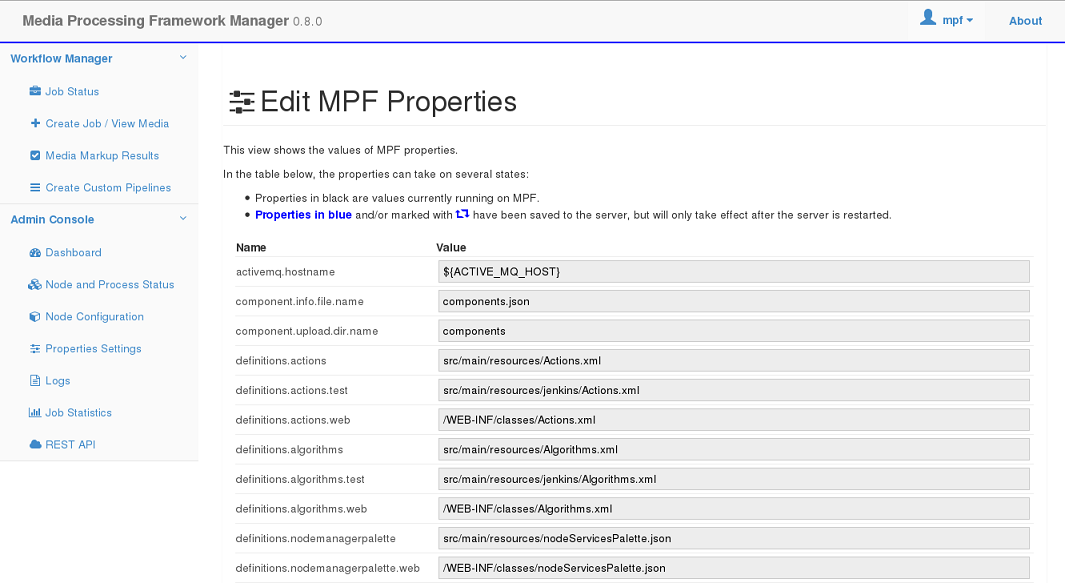 Media Processing Framework Manager 0.8.0
mpf
About
Workflow Manager
Job Status
Create Job / View Media
Media Markup Results
Create Custom Pipelines
Admin Console
Dashboard
Node and Process Status
Node Configuration
Properties Settings
Logs
Job Statistics
REST API
Edit MPF Properties
This view shows the values of MPF properties.
In the table below, the properties can take on several states:
Properties in black are values currently running on MPF.
Properties in blue and/or marked with have been saved to the server, but will only take effect after the server is restarted.
Name Value
activemq.hostname ${ACTIVE_MQ_HOST}
component.info.file.name components.json
component.upload.dir.name components
definitions.actions src/main/resources/Actions.xml
definitions.actions.test src/main/resources/jenkins/Actions.xml
definitions.actions.web /WEB-INF/classes/Actions.xml
definitions.algorithms src/main/resources/Algorithms.xml
definitions.algorithms.test src/main/resources/jenkins/Algorithms.xml
definitions.algorithms.web /WEB-INF/classes/Algorithms.xml
definitions.nodemanagerpalette src/main/resources/nodeServicesPalette.json
definitions.nodemanagerpalette.web /WEB-INF/classes/nodeServicesPalette.json